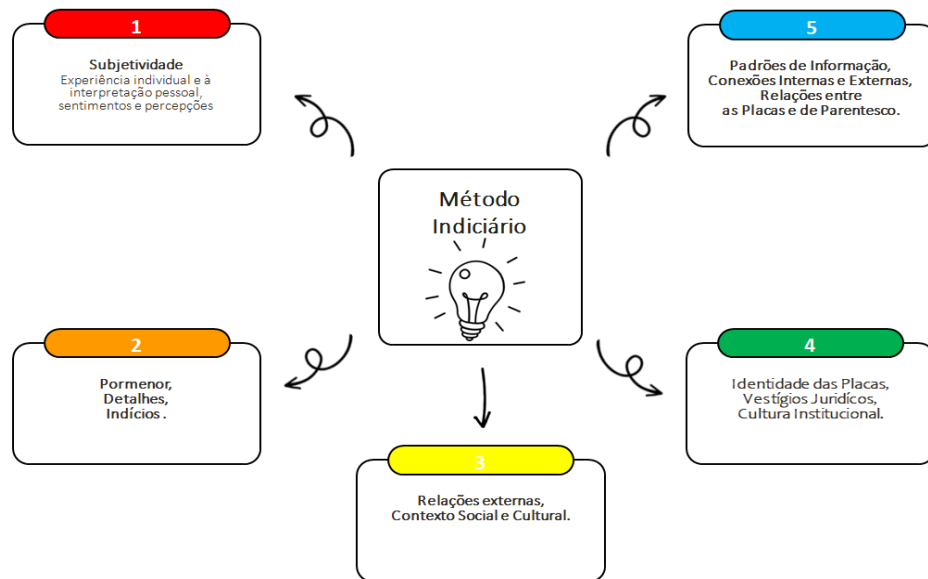 1
Subjetividade
Experiência individual e à
interpretação pessoal,
sentimentos e percepções
5
Padrões de Informação,
Conexões Internas e Externas,
Relações entre
as Placas e de Parentesco.
Método
Indiciário
2
Pormenor,
Detalhes,
Indícios .
4
Identidade das Placas,
Vestígios Juridícos,
Cultura Institucional.
3
Relações externas,
Contexto Social e Cultural.